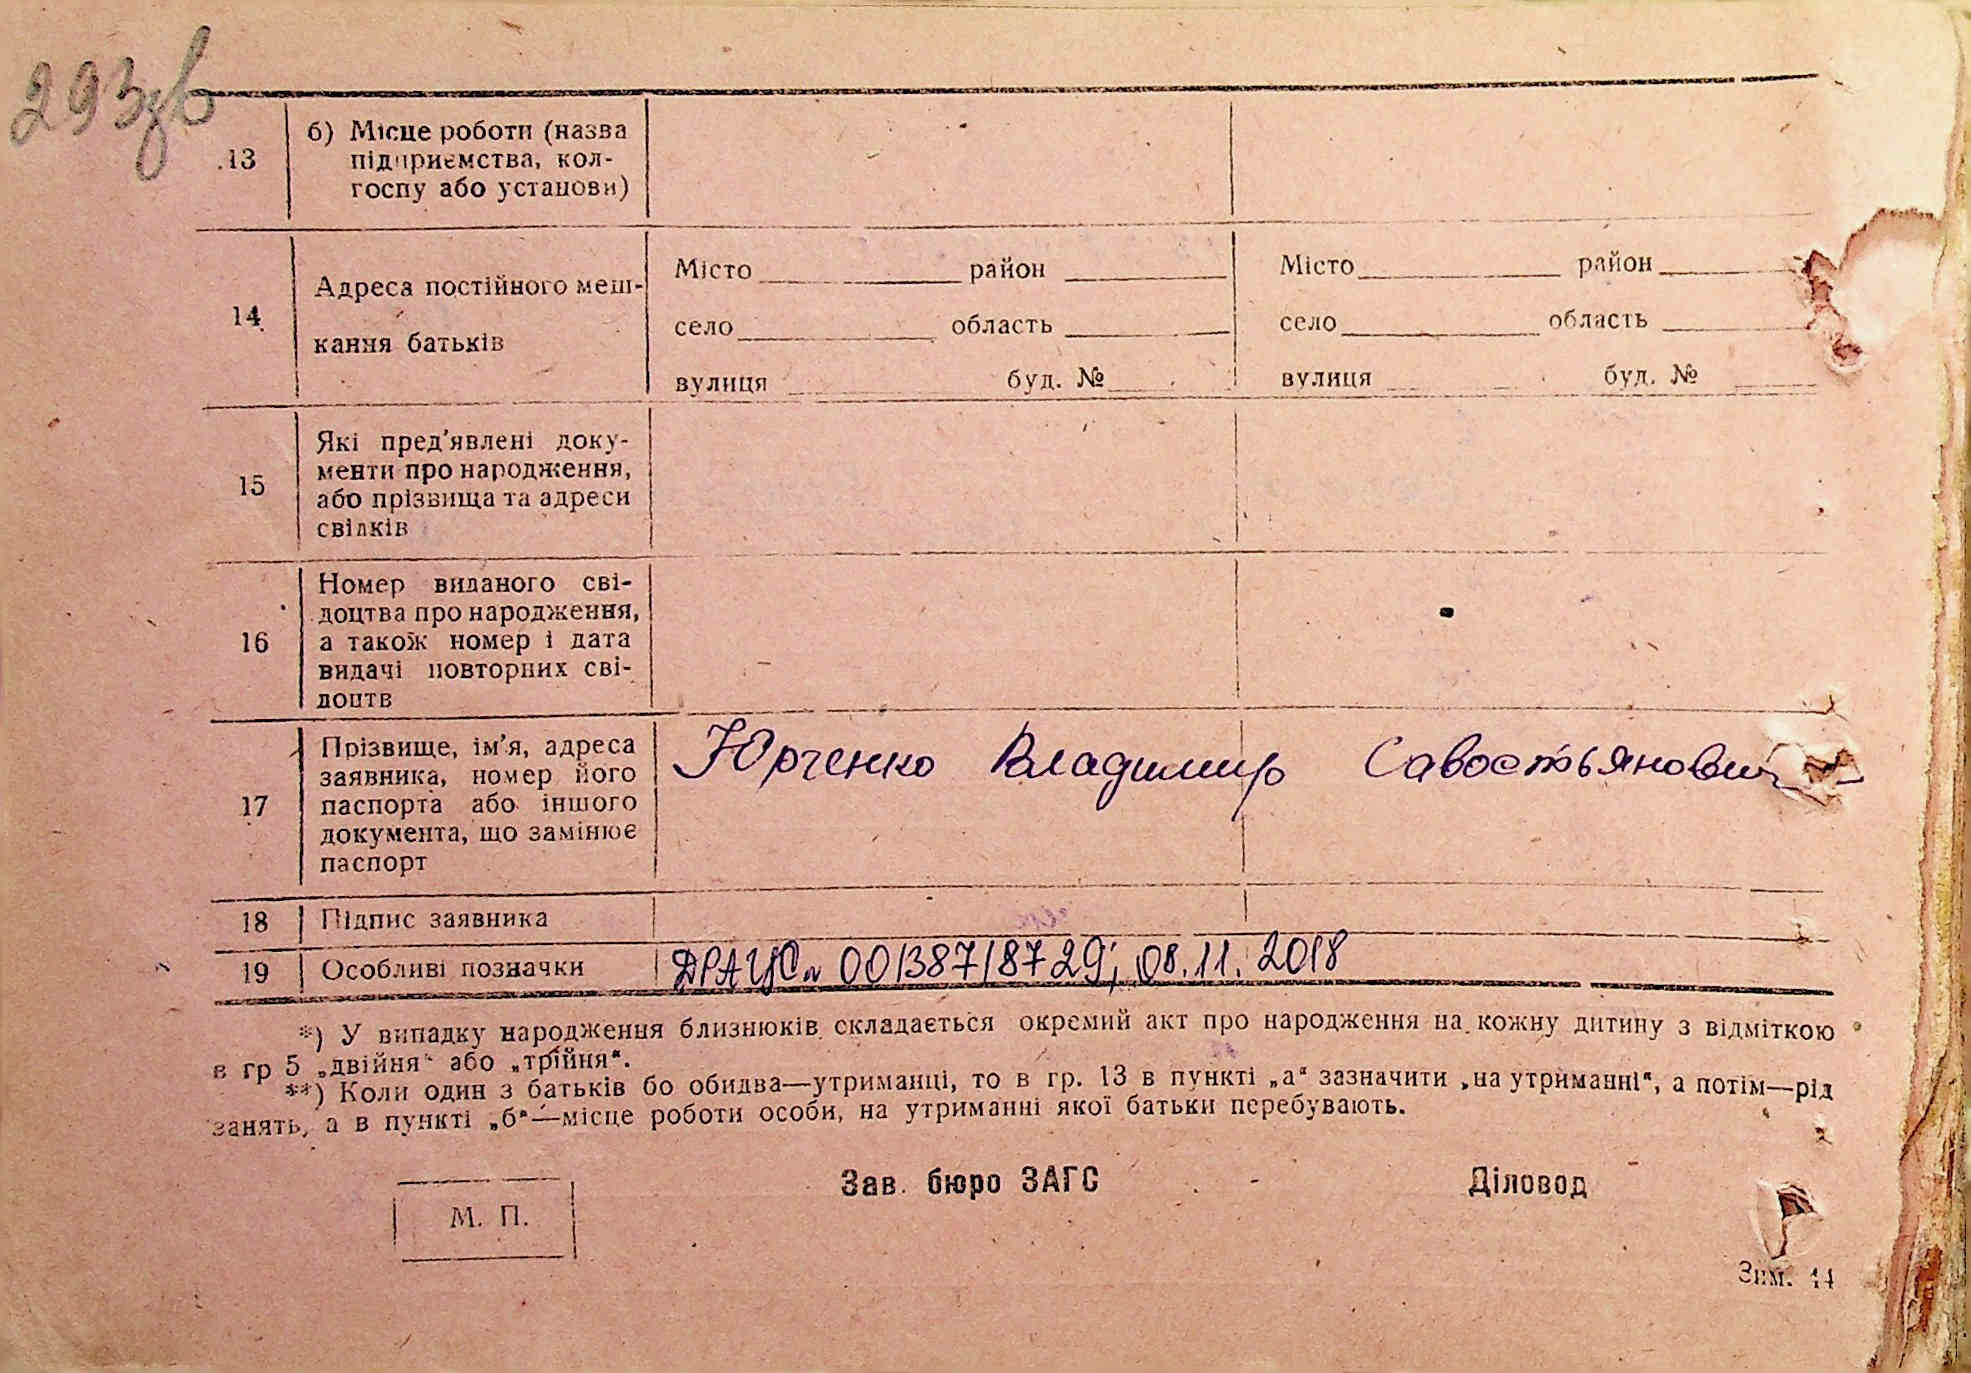 293зв
13
б) Місце роботи (назва
підприємства, кол-
госпу або установи)
14
Адреса постійного меш-
кання батьків
Місто район
село область
вулиця буд. №
Місто район
село область
вулиця буд. №
15
Які пред'явлені доку-
менти про народження,
або прізвища та адреси
свідків
16
Номер виданого сві-
доцтва про народження,
а також номер і дата
видачі повторних сві-
доцтв
17
Прізвище, ім'я, адреса
заявника, номер його
паспорта або іншого
документа, що замінює
паспорт
Юрченко Владимир Савостьянович
18
Підпис заявника
19
Особливі позначки
ДРАЦС 00138718729; 08.11.2018
*) У випадку народження близнюків складається окремий акт про народження на кожну дитину з відміткою
в гр 5 „двійня“ або „трійня“.
**) Коли один з батьків бо обидва—утриманці, то в гр. 13 в пункті „а“ зазначити „на утриманні“, а потім—рід
занять, а в пункті „б“—місце роботи особи, на утриманні якої батьки перебувають.
Зав. бюро ЗАГС
Діловод
М. П.
Зим. 14